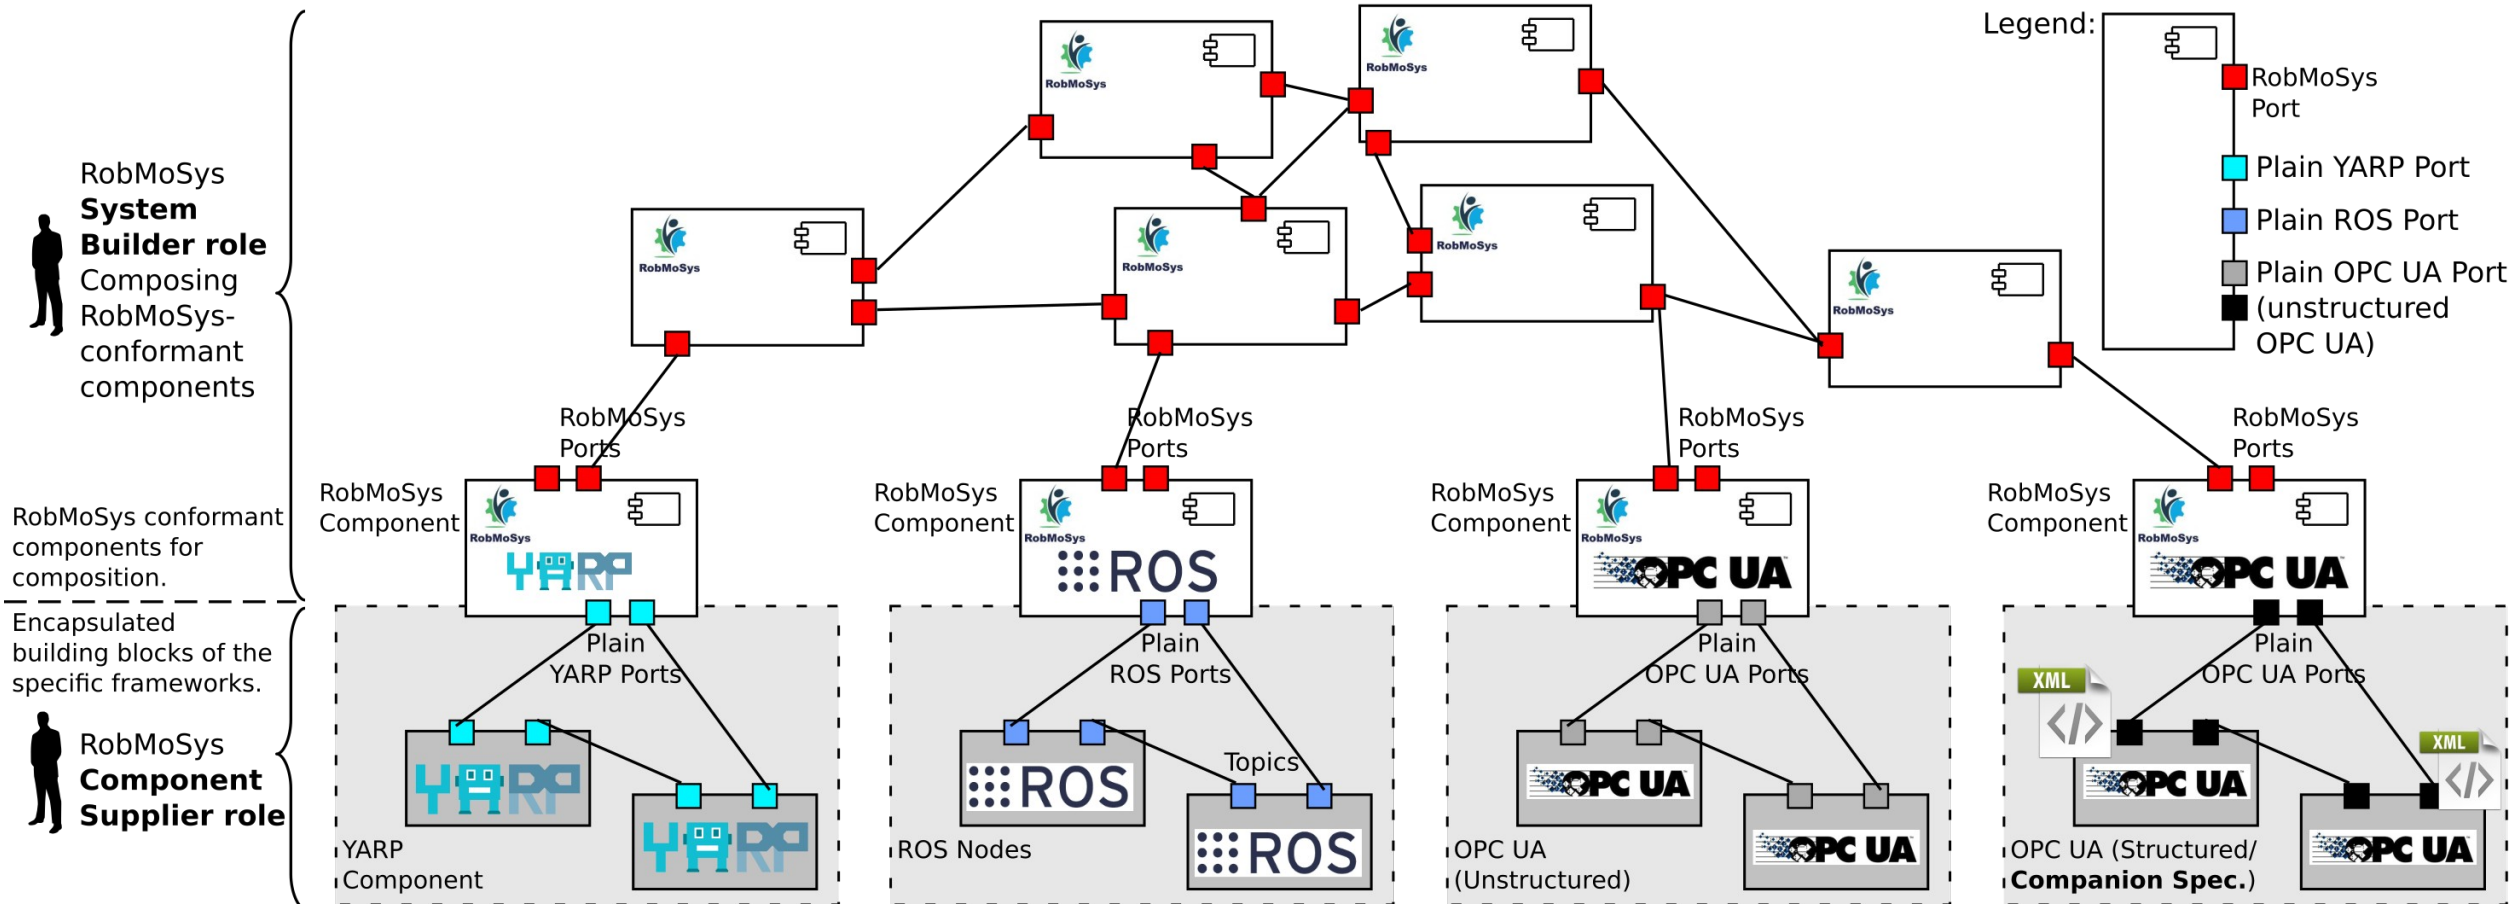 RobMoSys
System
Builder role
Composing
RobMoSys-
conformant
components
RobMoSys conformant
components for
composition.
Encapsulated
building blocks of the
specific frameworks.
RobMoSys
Component
Supplier role
RobMoSys
RobMoSys
RobMoSys
RobMoSys
RobMoSys
RobMoSys
Legend:
RobMoSys
Port
Plain YARP Port
Plain ROS Port
Plain OPC UA Port
(unstructured
OPC UA)
RobMoSys
Ports
RobMoSys
Component
RobMoSys
YARP
Plain
YARP Ports
YARP
YARP
YARP
Component
RobMoSys
Ports
RobMoSys
Component
RobMoSys
ROS
Plain
ROS Ports
Topics
ROS
ROS
ROS Nodes
RobMoSys
Ports
RobMoSys
Component
RobMoSys
OPC UA
Plain
OPC UA Ports
OPC UA
OPC UA
OPC UA
(Unstructured)
RobMoSys
Ports
RobMoSys
Component
RobMoSys
OPC UA
Plain
OPC UA Ports
XML
</>
XML
</>
OPC UA
OPC UA
OPC UA (Structured/
Companion Spec.)